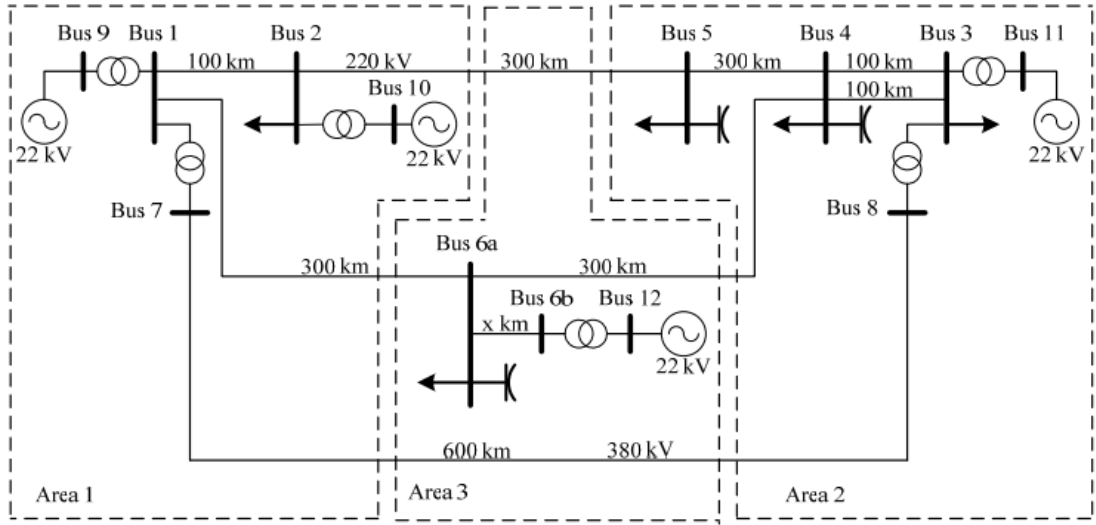 Bus 9
Bus 1
Bus 2
Bus 5
Bus 4
Bus 3
Bus 11
100 km
220 kV
300 km
300 km
100 km
Bus 10
100 km
22 kV
22 kV
22 kV
Bus 7
Bus 8
Bus 6a
300 km
300 km
Bus 6b
Bus 12
x km
22 kV
600 km
380 kV
Area 1
Area 3
Area 2